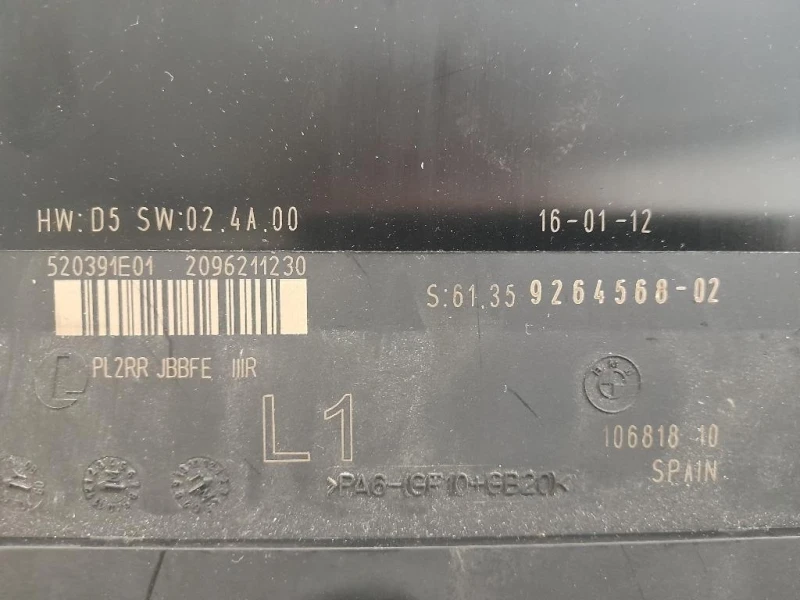 HW:D5 SW:02.4A.00
16-01-12
520391E01 2096211230
S:61.35 9264568-02
PL2RR JBBFE IIIR
BMW
L1
106818 10
SPAIN
>PA6-(GF10+GB20)<